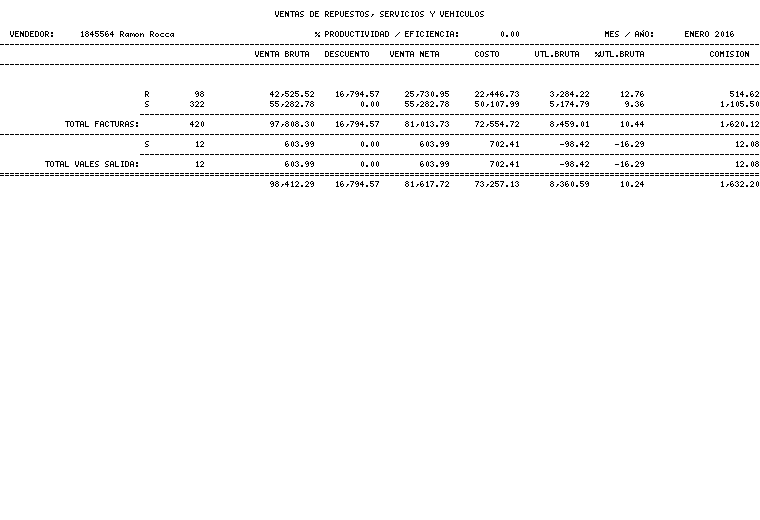 VENTAS DE REPUESTOS, SERVICIOS Y VEHICULOS
VENDEDOR: 1845564 Ramon Rocca % PRODUCTIVIDAD / EFICIENCIA: 0.00 MES / AÑO: ENERO 2016
VENTA BRUTA DESCUENTO VENTA NETA COSTO UTL.BRUTA %UTL.BRUTA COMISION
R 98 42,525.52 16,794.57 25,730.95 22,446.73 3,284.22 12.76 514.62
S 322 55,282.78 0.00 55,282.78 50,107.99 5,174.79 9.36 1,105.50
TOTAL FACTURAS: 420 97,808.30 16,794.57 81,013.73 72,554.72 8,459.01 10.44 1,620.12
S 12 603.99 0.00 603.99 702.41 -98.42 -16.29 12.08
TOTAL VALES SALIDA: 12 603.99 0.00 603.99 702.41 -98.42 -16.29 12.08
98,412.29 16,794.57 81,617.72 73,257.13 8,360.59 10.24 1,632.20